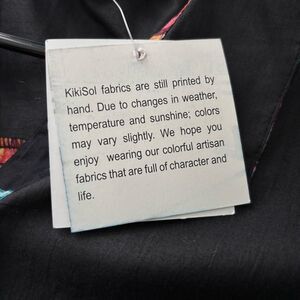 KikiSol fabrics are still printed by
hand. Due to changes in weather,
temperature and sunshine; colors
may vary slightly. We hope you
enjoy wearing our colorful artisan
fabrics that are full of character and
life.